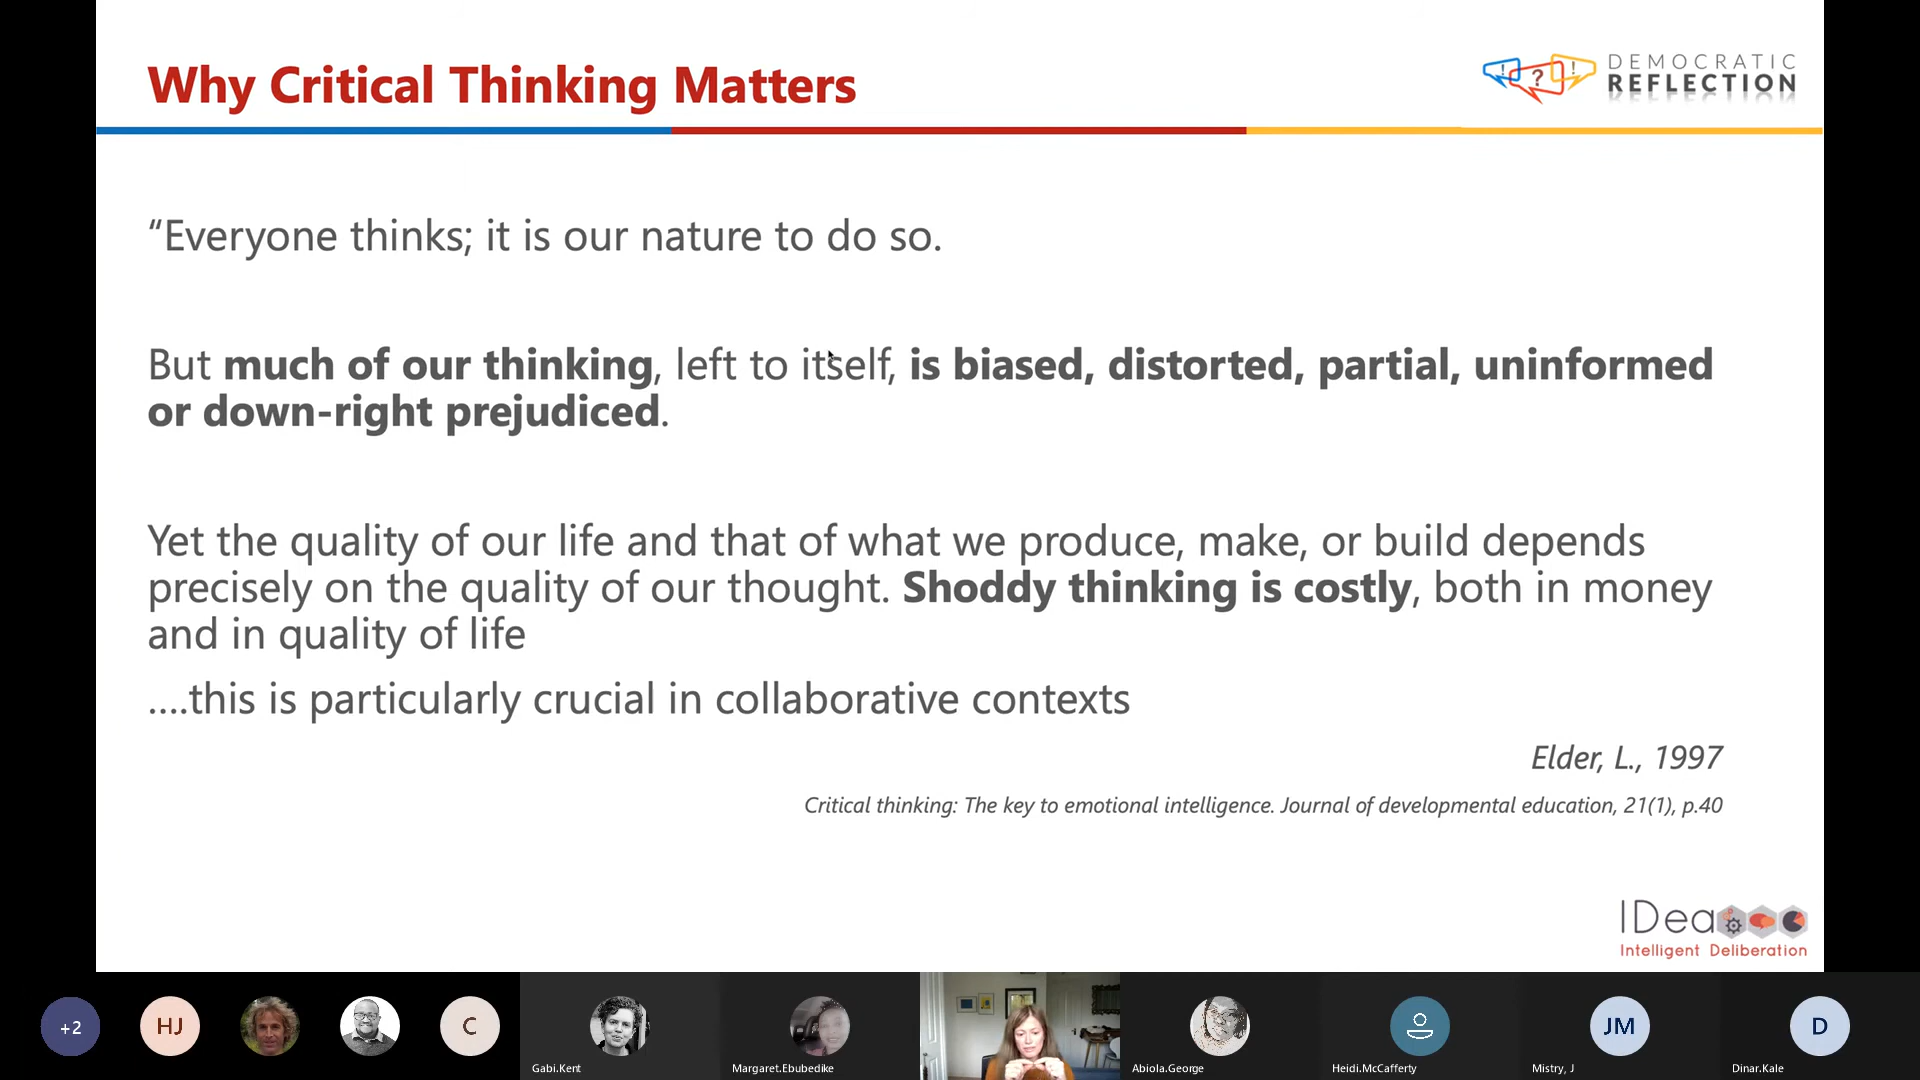 Why Critical Thinking Matters
DEMOCRATIC
REFLECTION
! ? !
“Everyone thinks; it is our nature to do so.
But much of our thinking, left to itself, is biased, distorted, partial, uninformed
or down-right prejudiced.
Yet the quality of our life and that of what we produce, make, or build depends
precisely on the quality of our thought. Shoddy thinking is costly, both in money
and in quality of life
....this is particularly crucial in collaborative contexts
Elder, L., 1997
Critical thinking: The key to emotional intelligence. Journal of developmental education, 21(1), p.40
IDea
Intelligent Deliberation
+2
HJ
C
Gabi.Kent
Margaret.Ebubedike
Abiola.George
Heidi.McCafferty
JM
Mistry, J
D
Dinar.Kale